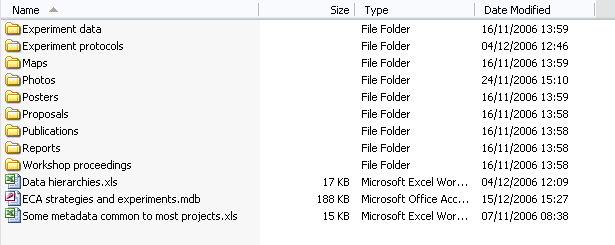 Name Size Type Date Modified
Experiment data File Folder 16/11/2006 13:59
Experiment protocols File Folder 04/12/2006 12:46
Maps File Folder 16/11/2006 13:59
Photos File Folder 24/11/2006 15:10
Posters File Folder 16/11/2006 13:59
Proposals File Folder 16/11/2006 13:58
Publications File Folder 16/11/2006 13:58
Reports File Folder 16/11/2006 13:58
Workshop proceedings File Folder 16/11/2006 13:58
Data hierarchies.xls 17 KB Microsoft Excel Wor... 04/12/2006 12:09
ECA strategies and experiments.mdb 188 KB Microsoft Office Acc... 15/12/2006 15:27
Some metadata common to most projects.xls 15 KB Microsoft Excel Wor... 07/11/2006 08:38